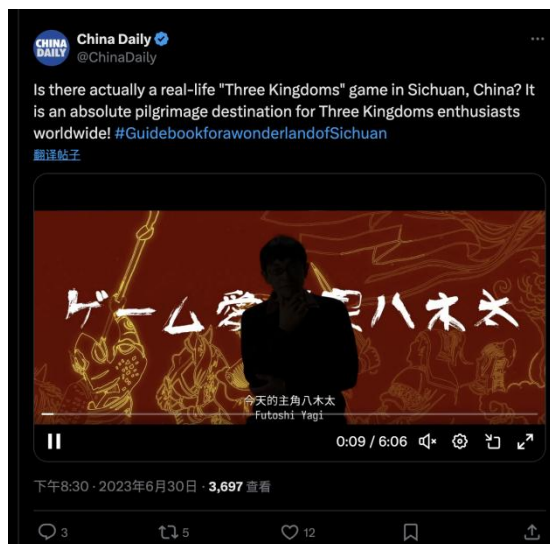 CHINA DAILY
China Daily
@ChinaDaily
Is there actually a real-life "Three Kingdoms" game in Sichuan, China? It
is an absolute pilgrimage destination for Three Kingdoms enthusiasts
worldwide! #GuidebookforawonderlandofSichuan
翻译帖子
ゲーム愛 八木太
今天的主角八木太
Futoshi Yagi
0:09 / 6:06
下午8:30 · 2023年6月30日 · 3,697 查看
3 5 12